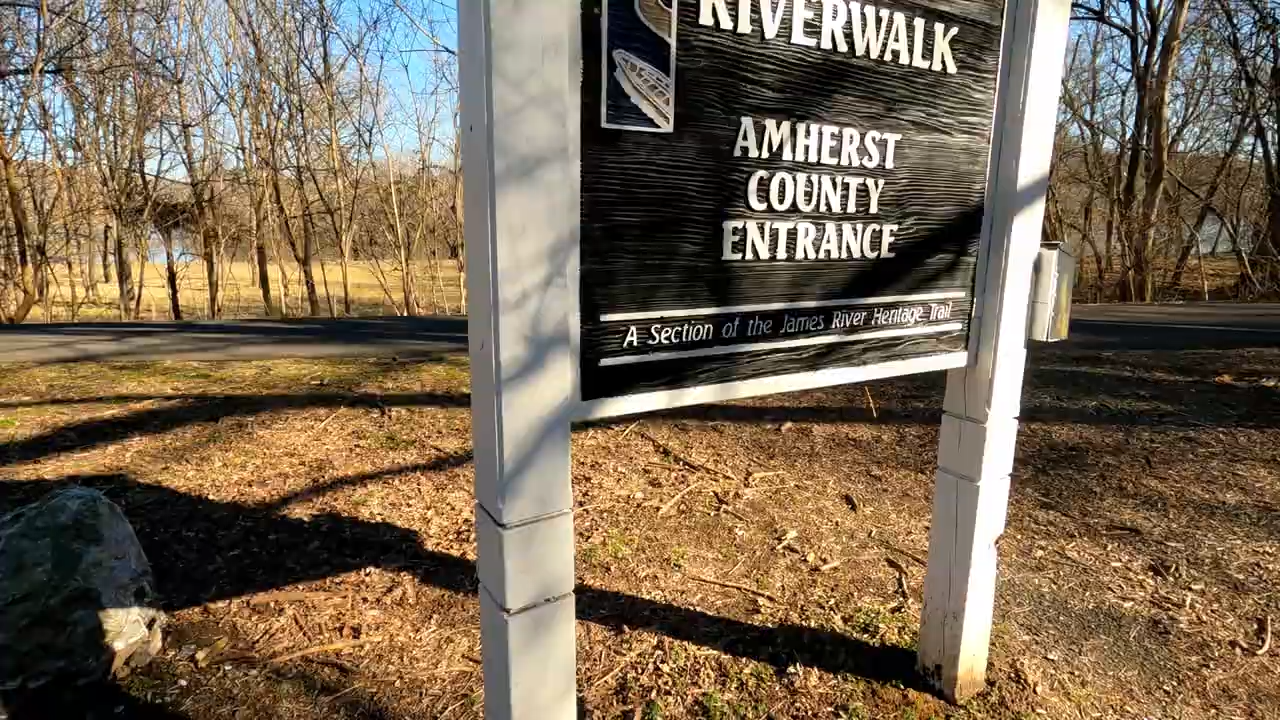 RIVERWALK
AMHERST
COUNTY
ENTRANCE
A Section of the James River Heritage Trail